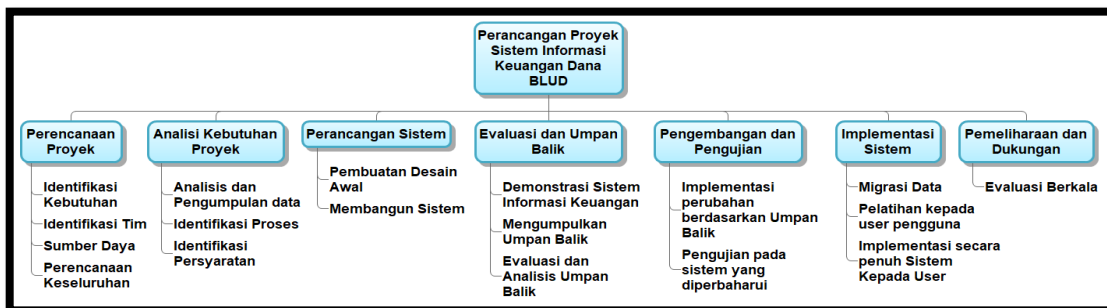 Perancangan Proyek
Sistem Informasi
Keuangan Dana
BLUD
Perencanaan
Proyek
Identifikasi
Kebutuhan
Identifikasi Tim
Sumber Daya
Perencanaan
Keseluruhan
Analisi Kebutuhan
Proyek
Analisis dan
Pengumpulan data
Identifikasi Proses
Identifikasi
Persyaratan
Perancangan Sistem
Pembuatan Desain
Awal
Membangun Sistem
Evaluasi dan Umpan
Balik
Demonstrasi Sistem
Informasi Keuangan
Mengumpulkan
Umpan Balik
Evaluasi dan
Analisis Umpan
Balik
Pengembangan dan
Pengujian
Implementasi
perubahan
berdasarkan Umpan
Balik
Pengujian pada
sistem yang
diperbaharui
Implementasi
Sistem
Migrasi Data
Pelatihan kepada
user pengguna
Implementasi secara
penuh Sistem
Kepada User
Pemeliharaan dan
Dukungan
Evaluasi Berkala